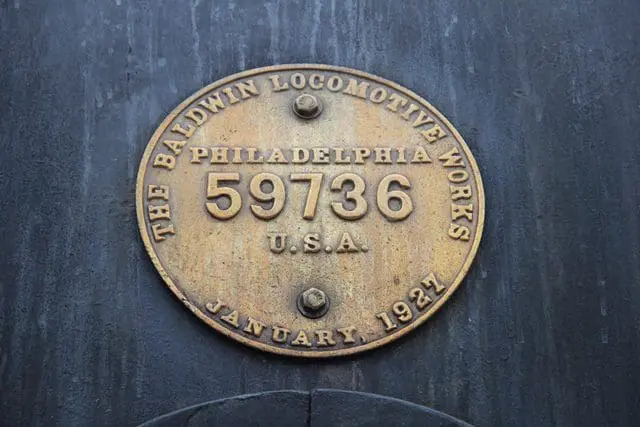 THE BALDWIN LOCOMOTIVE WORKS
PHILADELPHIA
59736
U.S.A.
JANUARY, 1927